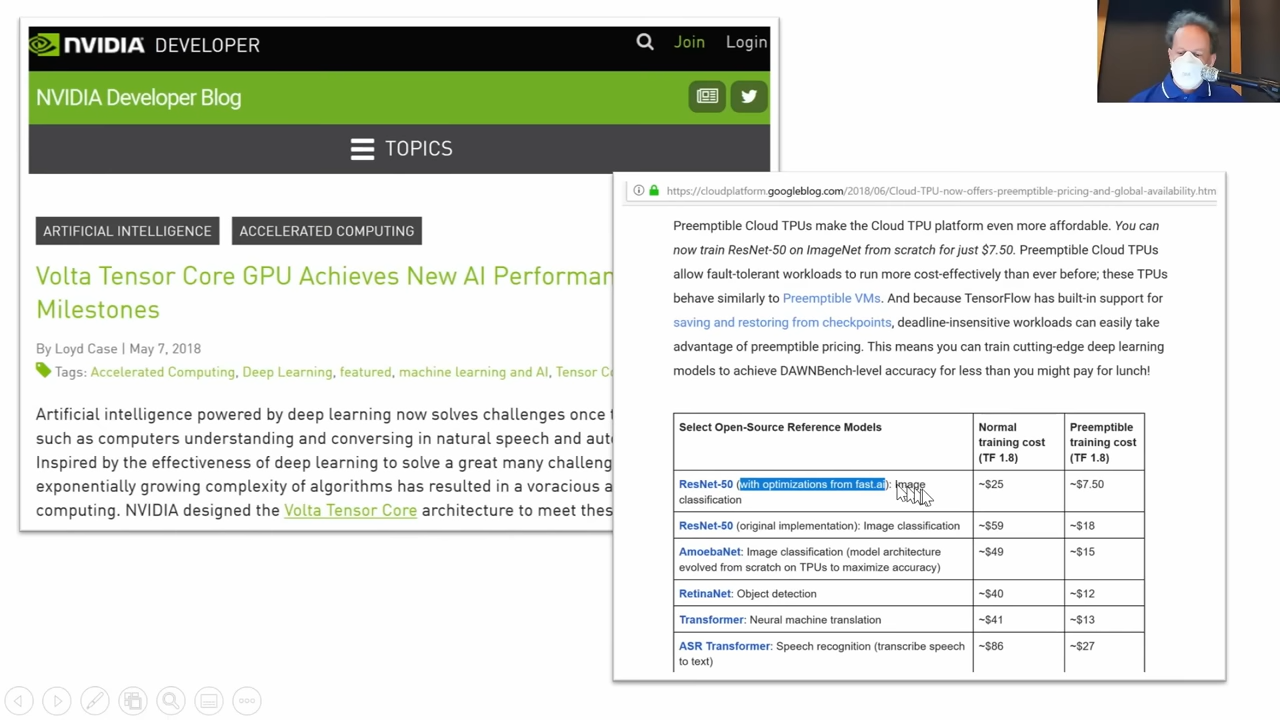 NVIDIA DEVELOPER
Join
Login
NVIDIA Developer Blog
TOPICS
ARTIFICIAL INTELLIGENCE
ACCELERATED COMPUTING
Volta Tensor Core GPU Achieves New AI Performan
Milestones
By Loyd Case | May 7, 2018
Tags: Accelerated Computing, Deep Learning, featured, machine learning and AI, Tensor Co
Artificial intelligence powered by deep learning now solves challenges once
such as computers understanding and conversing in natural speech and aut
Inspired by the effectiveness of deep learning to solve a great many challeng
exponentially growing complexity of algorithms has resulted in a voracious a
computing. NVIDIA designed the Volta Tensor Core architecture to meet thes
https://cloudplatform.googleblog.com/2018/06/Cloud-TPU-now-offers-preemptible-pricing-and-global-availability.htm
Preemptible Cloud TPUs make the Cloud TPU platform even more affordable. You can
now train ResNet-50 on ImageNet from scratch for just $7.50. Preemptible Cloud TPUs
allow fault-tolerant workloads to run more cost-effectively than ever before; these TPUs
behave similarly to Preemptible VMs. And because TensorFlow has built-in support for
saving and restoring from checkpoints, deadline-insensitive workloads can easily take
advantage of preemptible pricing. This means you can train cutting-edge deep learning
models to achieve DAWNBench-level accuracy for less than you might pay for lunch!
Select Open-Source Reference Models
Normal
training cost
(TF 1.8)
Preemptible
training cost
(TF 1.8)
ResNet-50 (with optimizations from fast.ai): Image
classification
~$25
~$7.50
ResNet-50 (original implementation): Image classification
~$59
~$18
AmoebaNet: Image classification (model architecture
evolved from scratch on TPUs to maximize accuracy)
~$49
~$15
RetinaNet: Object detection
~$40
~$12
Transformer: Neural machine translation
~$41
~$13
ASR Transformer: Speech recognition (transcribe speech
to text)
~$86
~$27